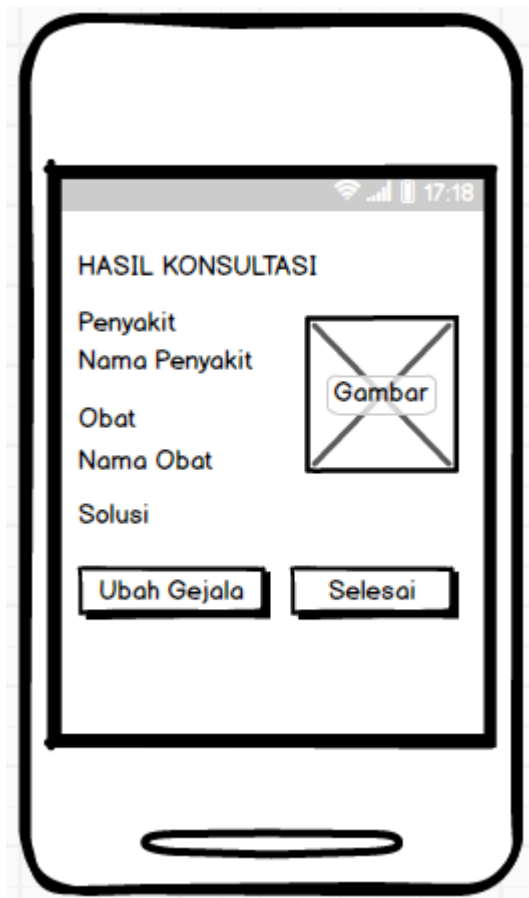 17:18
HASIL KONSULTASI
Penyakit
Nama Penyakit
Gambar
Obat
Nama Obat
Solusi
Ubah Gejala
Selesai